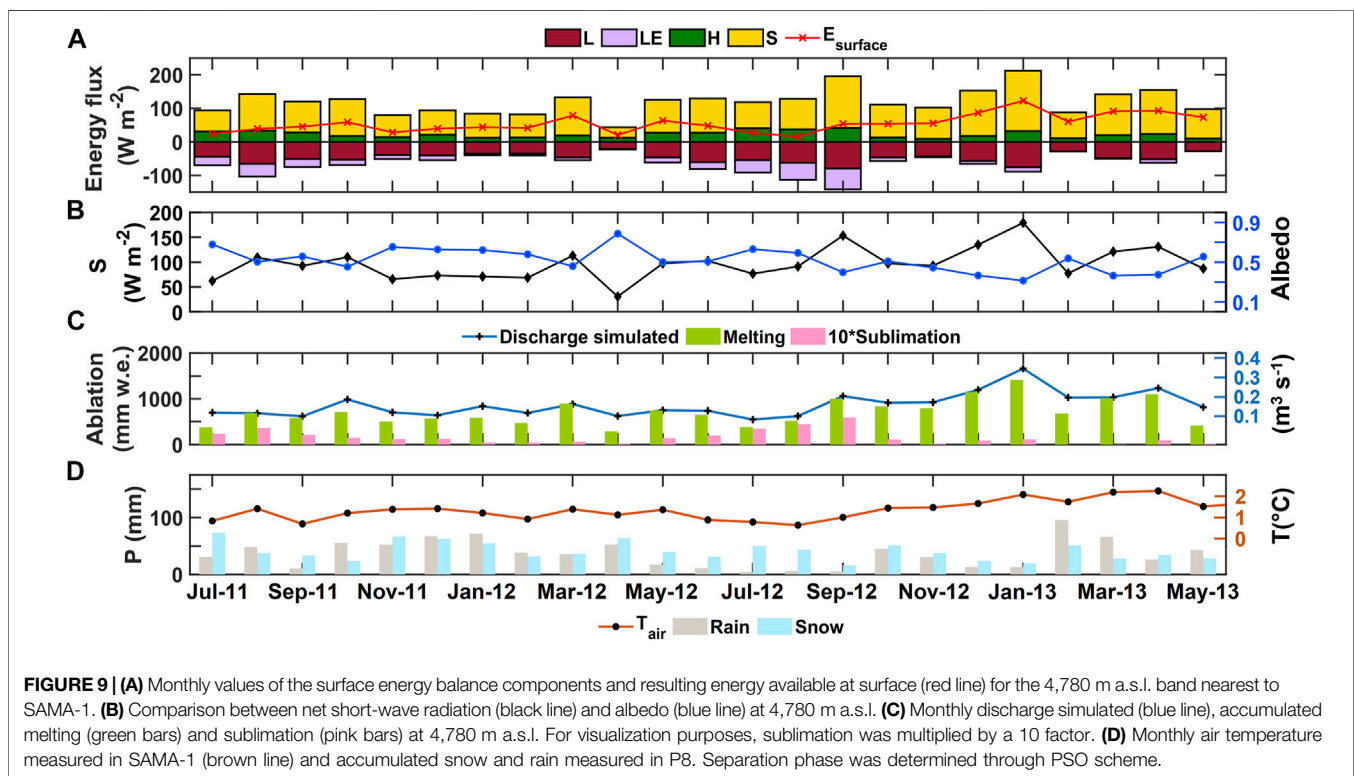 A
L LE H S E surface
Energy flux
(W m-2)
200
100
0
-100
B
S
(W m-2)
200
150
100
50
0
0.9
0.5
0.1
Albedo
C
Discharge simulated Melting 10*Sublimation
Ablation
(mm w.e.)
2000
1000
0
0.4
0.3
0.2
0.1
(m³ s-1)
D
P (mm)
100
0
2
1
0
T(°C)
Jul-11 Sep-11 Nov-11 Jan-12 Mar-12 May-12 Jul-12 Sep-12 Nov-12 Jan-13 Mar-13 May-13
T air Rain Snow
FIGURE 9 | (A) Monthly values of the surface energy balance components and resulting energy available at surface (red line) for the 4,780 m a.s.l. band nearest to
SAMA-1. (B) Comparison between net short-wave radiation (black line) and albedo (blue line) at 4,780 m a.s.l. (C) Monthly discharge simulated (blue line), accumulated
melting (green bars) and sublimation (pink bars) at 4,780 m a.s.l. For visualization purposes, sublimation was multiplied by a 10 factor. (D) Monthly air temperature
measured in SAMA-1 (brown line) and accumulated snow and rain measured in P8. Separation phase was determined through PSO scheme.